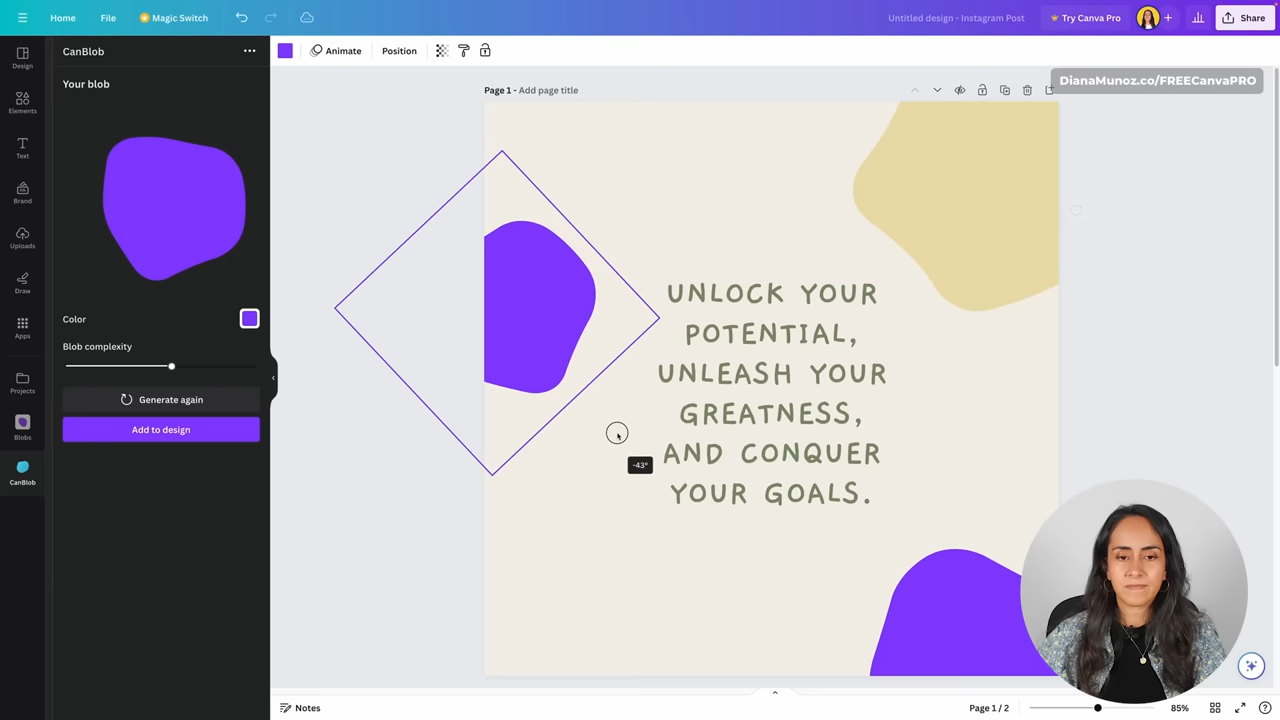 Home
File
Magic Switch
Untitled design - Instagram Post
Try Canva Pro
Share
Design
Elements
Text
Brand
Uploads
Draw
Apps
Projects
Blobs
CanBlob
CanBlob
Your blob
Color
Blob complexity
Generate again
Add to design
Animate
Position
DianaMunoz.co/FREECanvaPRO
Page 1 - Add page title
UNLOCK YOUR
POTENTIAL,
UNLEASH YOUR
GREATNESS,
AND CONQUER
YOUR GOALS.
-43°
Notes
Page 1 / 2
85%